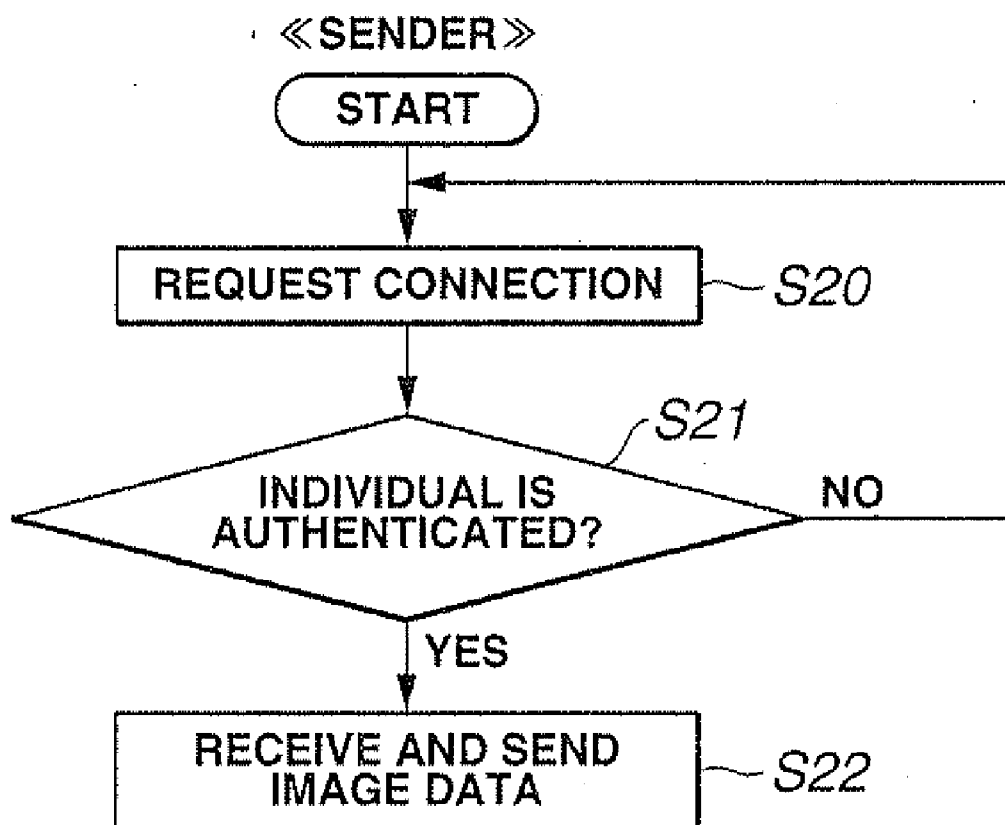 ≪SENDER≫
START
REQUEST CONNECTION
S20
S21
INDIVIDUAL IS
AUTHENTICATED?
NO
YES
RECEIVE AND SEND
IMAGE DATA
S22